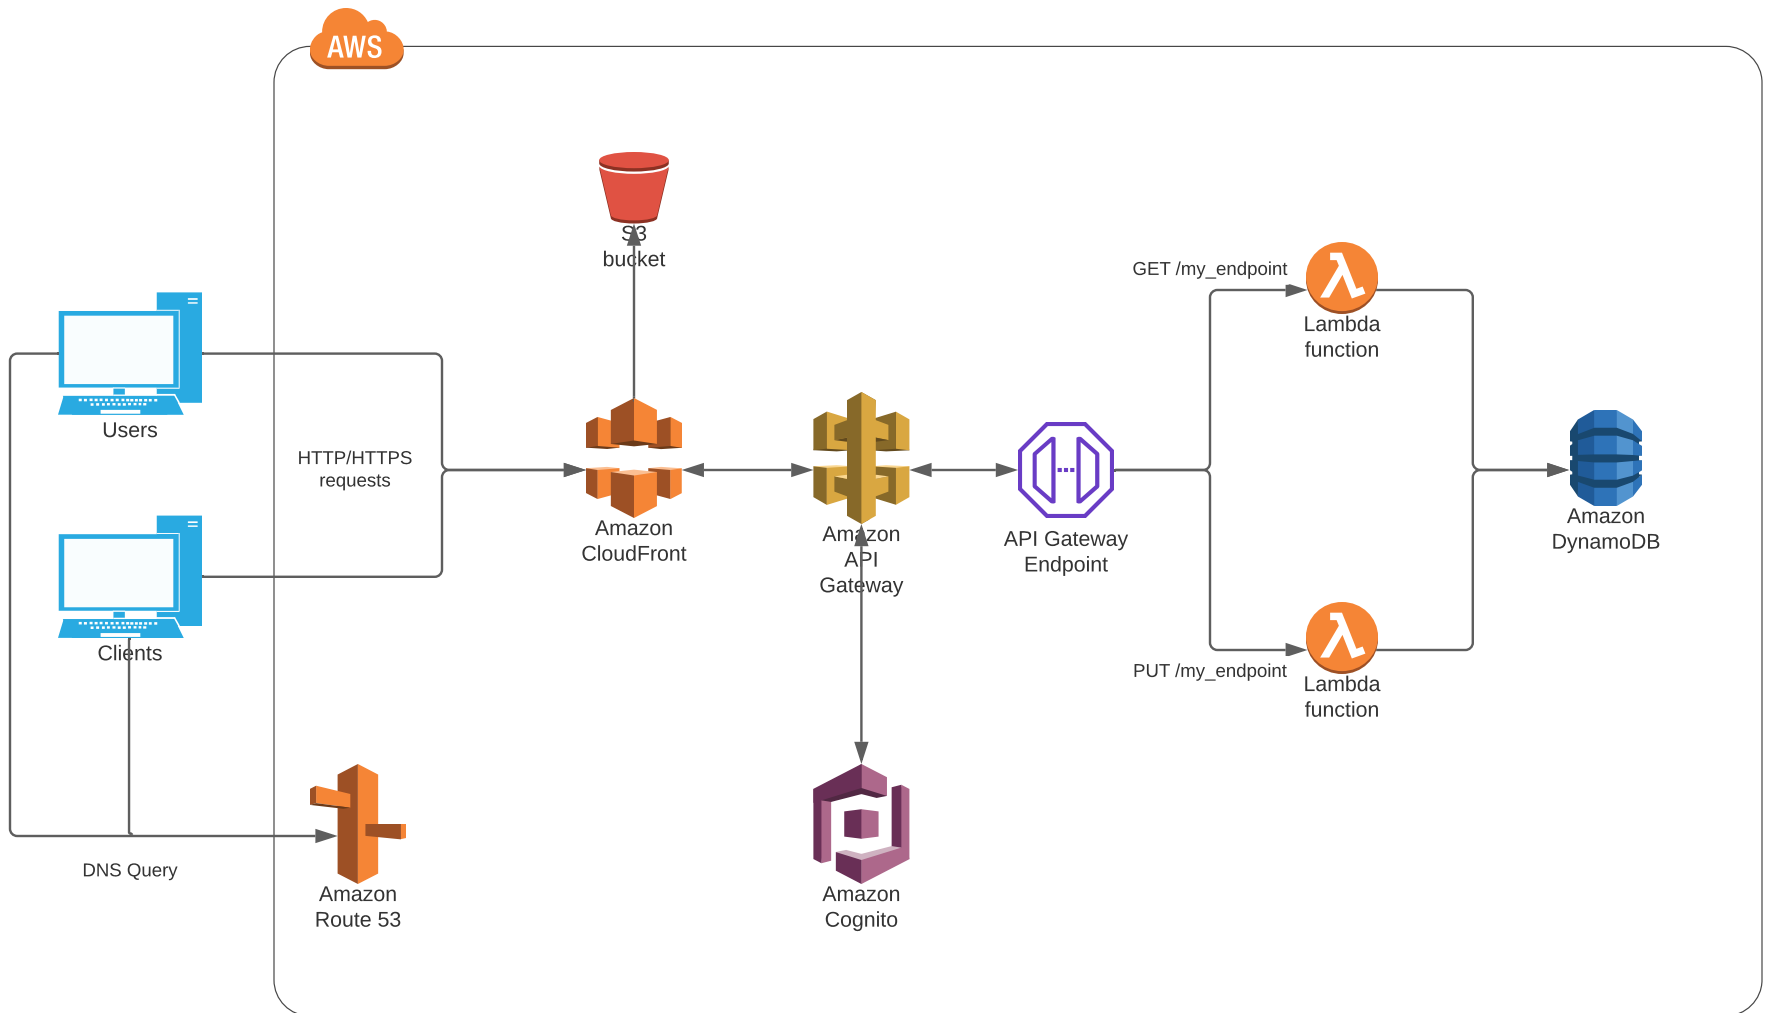 AWS
S3
bucket
GET /my_endpoint
Lambda
function
Users
HTTP/HTTPS
requests
Amazon
CloudFront
Amazon
API
Gateway
API Gateway
Endpoint
Amazon
DynamoDB
Clients
PUT /my_endpoint
Lambda
function
DNS Query
Amazon
Route 53
Amazon
Cognito